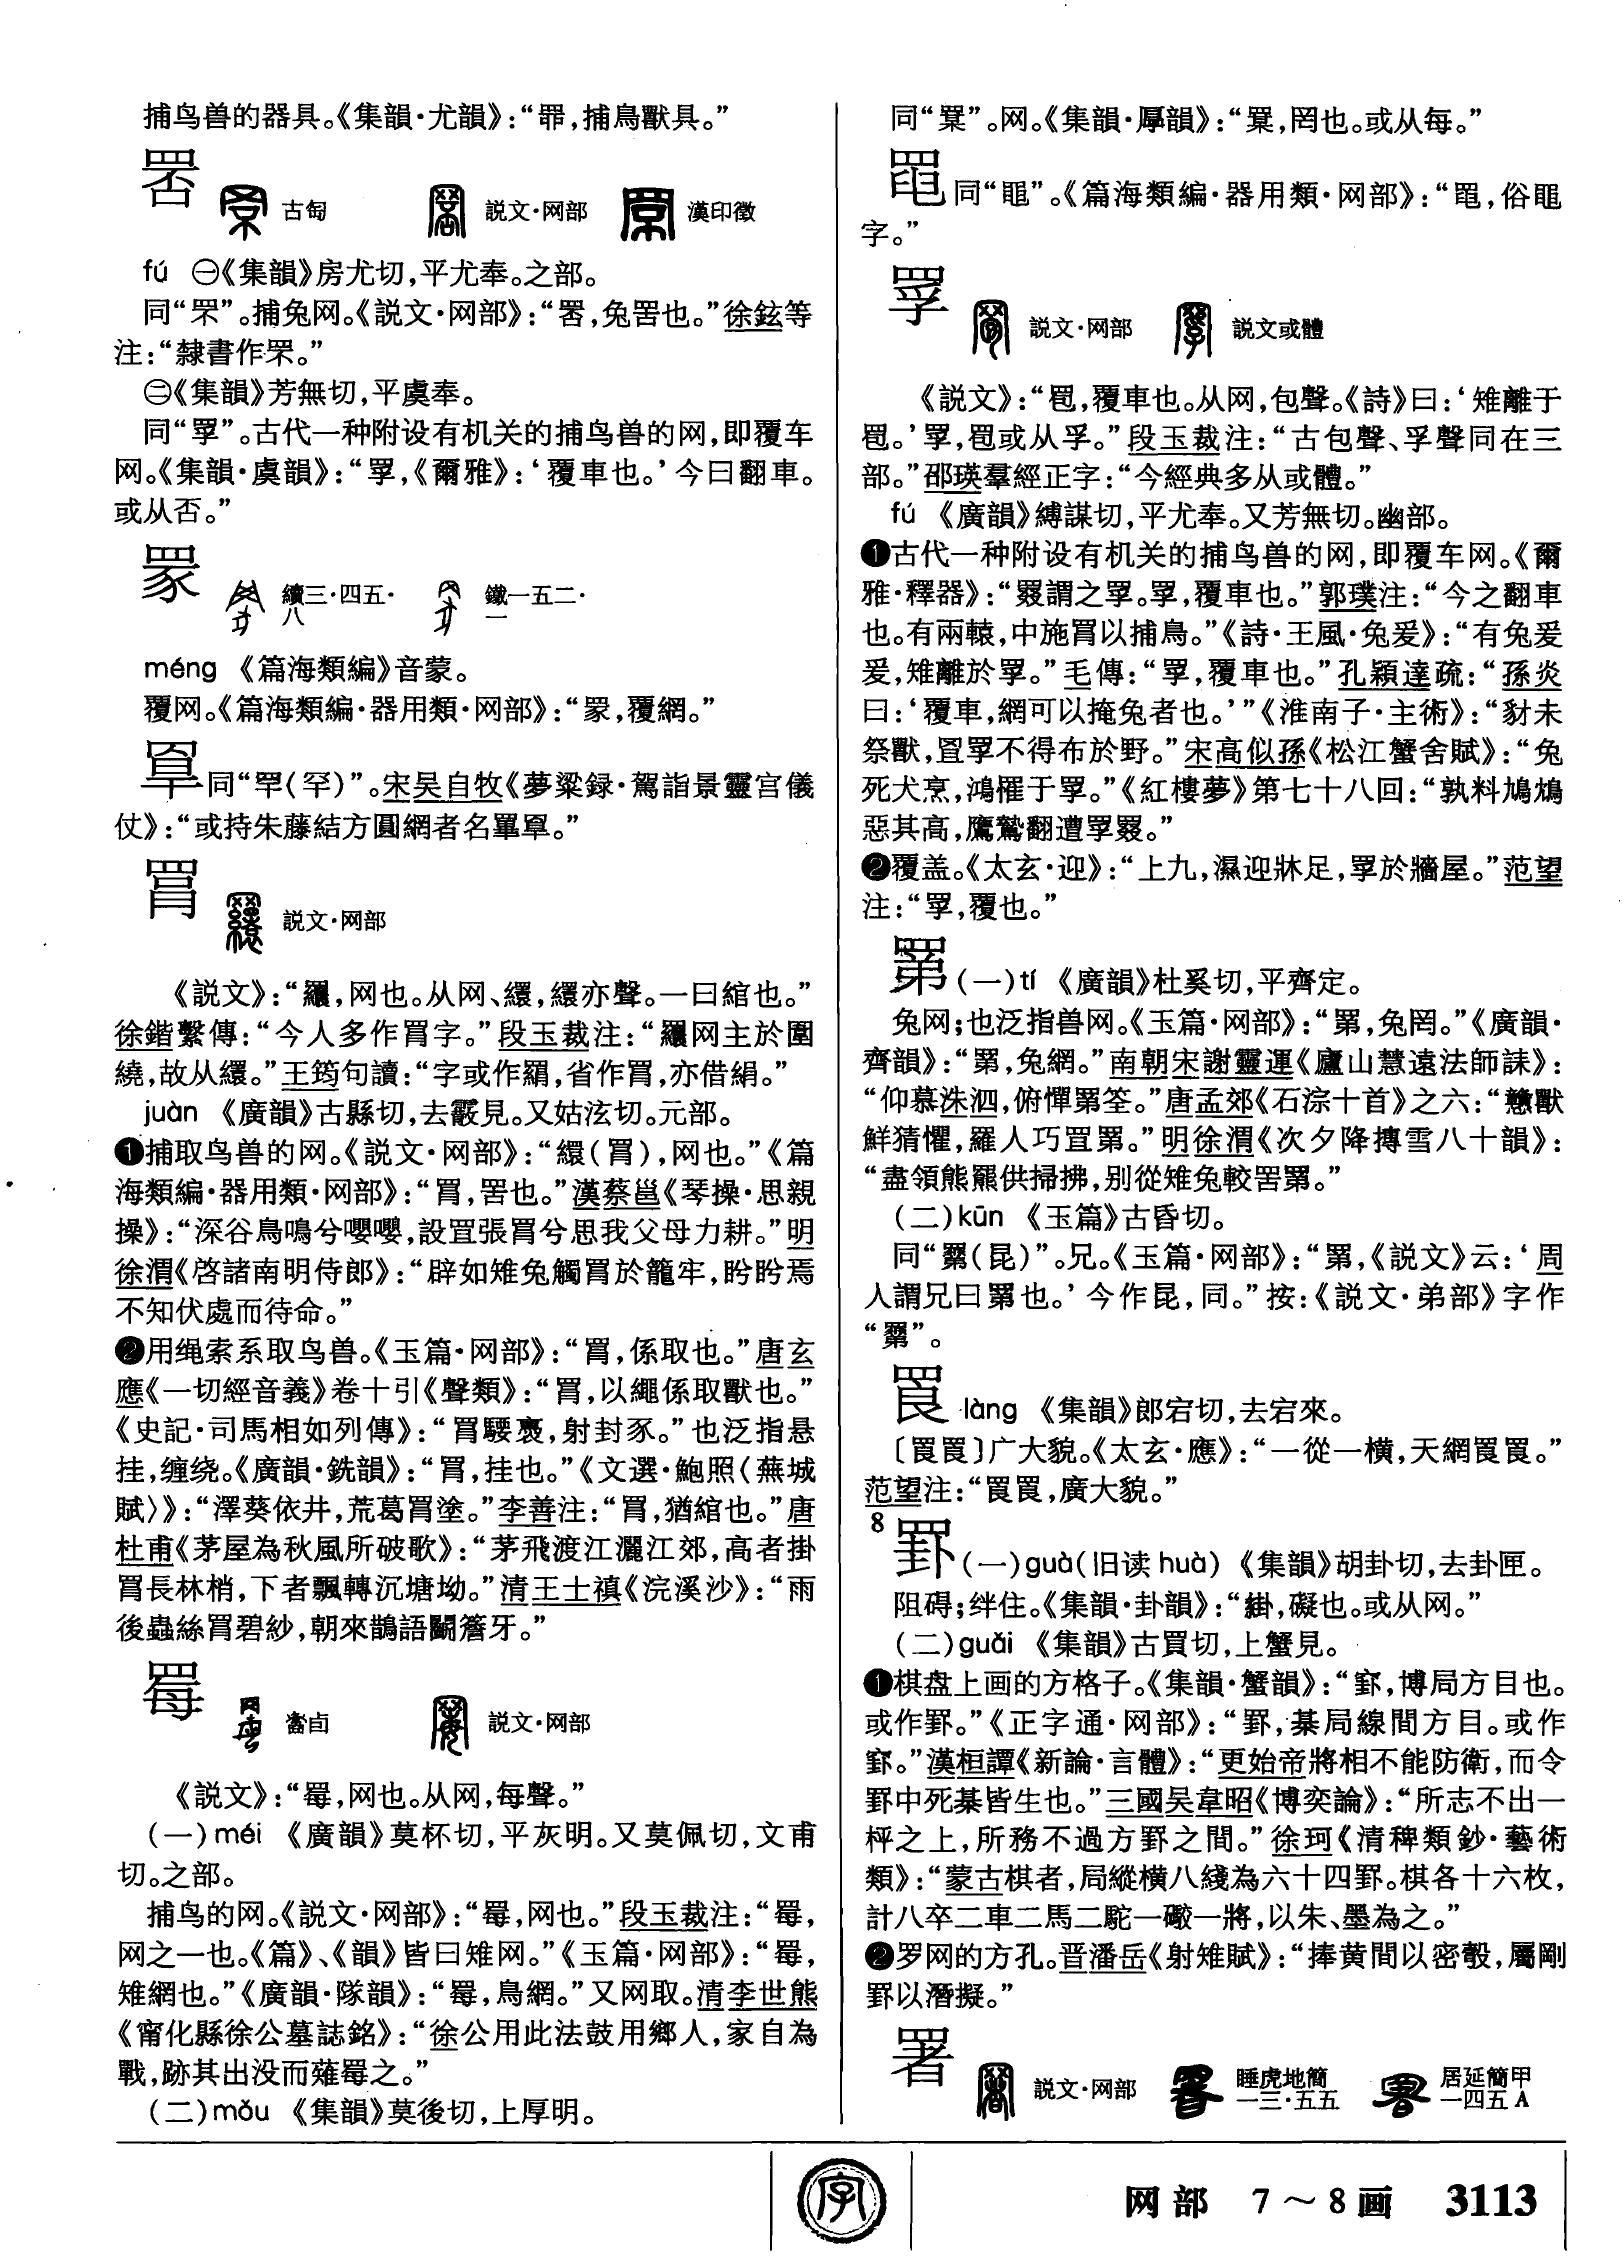 捕鸟兽的器具。《集韻·尤韻》：“𦊾，捕鳥獸具。”
䍖 古匋 説文·网部 漢印徵
fú ㊀《集韻》房尤切，平尤奉。之部。
同“罘”。捕兔网。《説文·网部》：“䍖，兔罟也。”徐鉉等
注：“隸書作罘。”
㊁《集韻》芳無切，平虞奉。
同“罦”。古代一种附设有机关的捕鸟兽的网，即覆车
网。《集韻·虞韻》：“罦，《爾雅》：‘覆車也。’今曰翻車。
或从否。”
續三·四五·八 鐵一五二·一
méng 《篇海類編》音蒙。
覆网。《篇海類編·器用類·网部》：“，覆網。”
同“罕（罕）”。宋吴自牧《夢粱録·駕詣景靈宫儀
仗》：“或持朱藤結方圓網者名罼。”
罥 説文·网部
《説文》：“䍻，网也。从网、繯，繯亦聲。一曰綰也。”
徐鍇繫傳：“今人多作罥字。”段玉裁注：“䍻网主於圍
繞，故从繯。”王筠句讀：“字或作羂，省作罥，亦借絹。”
juàn 《廣韻》古縣切，去霰見。又姑泫切。元部。
❶捕取鸟兽的网。《説文·网部》：“繯（罥），网也。”《篇
海類編·器用類·网部》：“罥，罟也。”漢蔡邕《琴操·思親
操》：“深谷鳥鳴兮嚶嚶，設罝張罥兮思我父母力耕。”明
徐渭《啓諸南明侍郎》：“辟如雉兔觸罥於籠牢，盻盻焉
不知伏處而待命。”
❷用绳索系取鸟兽。《玉篇·网部》：“罥，係取也。”唐玄
應《一切經音義》卷十引《聲類》：“罥，以繩係取獸也。”
《史記·司馬相如列傳》：“罥騕褭，射封豕。”也泛指悬
挂，缠绕。《廣韻·銑韻》：“罥，挂也。”《文選·鮑照〈蕪城
賦〉》：“澤葵依井，荒葛罥塗。”李善注：“罥，猶綰也。”唐
杜甫《茅屋為秋風所破歌》：“茅飛渡江灑江郊，高者掛
罥長林梢，下者飄轉沉塘坳。”清王士禛《浣溪沙》：“雨
後蟲絲罥碧紗，朝來鵲語鬭簷牙。”
䍙 説文·网部
《説文》：“䍙，网也。从网，每聲。”
（一）méi 《廣韻》莫杯切，平灰明。又莫佩切，文甫
切。之部。
捕鸟的网。《説文·网部》：“䍙，网也。”段玉裁注：“䍙，
网之一也。《篇》、《韻》皆曰雉网。”《玉篇·网部》：“䍙，
雉網也。”《廣韻·隊韻》：“䍙，鳥網。”又网取。清李世熊
《甯化縣徐公墓誌銘》：“徐公用此法鼓用鄉人，家自為
戰，跡其出没而薙䍙之。”
（二）mǒu 《集韻》莫後切，上厚明。
同“”。网。《集韻·厚韻》：“，罔也。或从每。”
同“黽”。《篇海類編·器用類·网部》：“，俗黽
字。”
罦 説文·网部 説文或體
《説文》：“䍖，覆車也。从网，包聲。《詩》曰：‘雉離于
。’罦，或从孚。”段玉裁注：“古包聲、孚聲同在三
部。”邵瑛羣經正字：“今經典多从或體。”
fú 《廣韻》縛謀切，平尤奉。又芳無切。幽部。
❶古代一种附设有机关的捕鸟兽的网，即覆车网。《爾
雅·釋器》：“罬謂之罦。罦，覆車也。”郭璞注：“今之翻車
也。有兩轅，中施罥以捕鳥。”《詩·王風·兔爰》：“有兔爰
爰，雉離於罦。”毛傳：“罦，覆車也。”孔穎達疏：“孫炎
曰：‘覆車，網可以掩兔者也。’”《淮南子·主術》：“豺未
祭獸，罝罦不得布於野。”宋高似孫《松江蟹舍賦》：“兔
死犬烹，鴻罹于罦。”《紅樓夢》第七十八回：“孰料鳩鴆
惡其高，鷹鷙翻遭罦罬。”
❷覆盖。《太玄·迎》：“上九，濕迎牀足，罦於牆屋。”范望
注：“罦，覆也。”
罤（一）tí 《廣韻》杜奚切，平齊定。
兔网；也泛指兽网。《玉篇·网部》：“罤，兔罔。”《廣韻·
齊韻》：“罤，兔網。”南朝宋謝靈運《廬山慧遠法師誄》：
“仰慕洙泗，俯憚罤筌。”唐孟郊《石淙十首》之六：“戇獸
鮮猜懼，羅人巧罝罤。”明徐渭《次夕降摶雪八十韻》：
“盡領熊羆供掃拂，别從雉兔較罟罤。”
（二）kūn 《玉篇》古昏切。
同“䍛（昆）”。兄。《玉篇·网部》：“罤，《説文》云：‘周
人謂兄曰罤也。’今作昆，同。”按：《説文·弟部》字作
“”。
䍚làng 《集韻》郎宕切，去宕來。
〔䍚䍚〕广大貌。《太玄·應》：“一從一横，天網䍚䍚。”
范望注：“䍚䍚，廣大貌。”
8
罫（一）guà（旧读huà）《集韻》胡卦切，去卦匣。
阻碍；绊住。《集韻·卦韻》：“絓，礙也。或从网。”
（二）guǎi 《集韻》古買切，上蟹見。
❶棋盘上画的方格子。《集韻·蟹韻》：“，博局方目也。
或作罫。”《正字通·网部》：“罫，棊局線間方目。或作
。”漢桓譚《新論·言體》：“更始帝將相不能防衛，而令
罫中死棊皆生也。”三國吴韋昭《博奕論》：“所志不出一
枰之上，所務不過方罫之間。”徐珂《清稗類鈔·藝術
類》：“蒙古棋者，局縱横八綫為六十四罫。棋各十六枚，
計八卒二車二馬二駝一礮一將，以朱、墨為之。”
❷罗网的方孔。晋潘岳《射雉賦》：“捧黄間以密彀，屬剛
罫以潛擬。”
署 説文·网部 睡虎地簡一三·五五 居延簡甲一四五A
字 网部 7～8画 3113